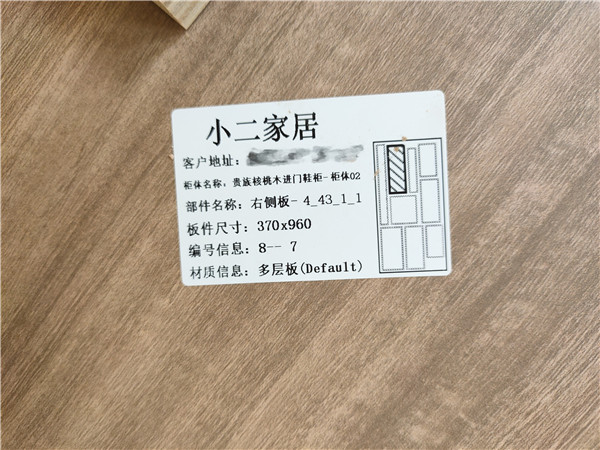 小二家居
客户地址：
柜体名称：贵族核桃木进门鞋柜-柜体02
部件名称：右侧板-4_43_1_1
板件尺寸：370x960
编号信息：8-- 7
材质信息：多层板(Default)